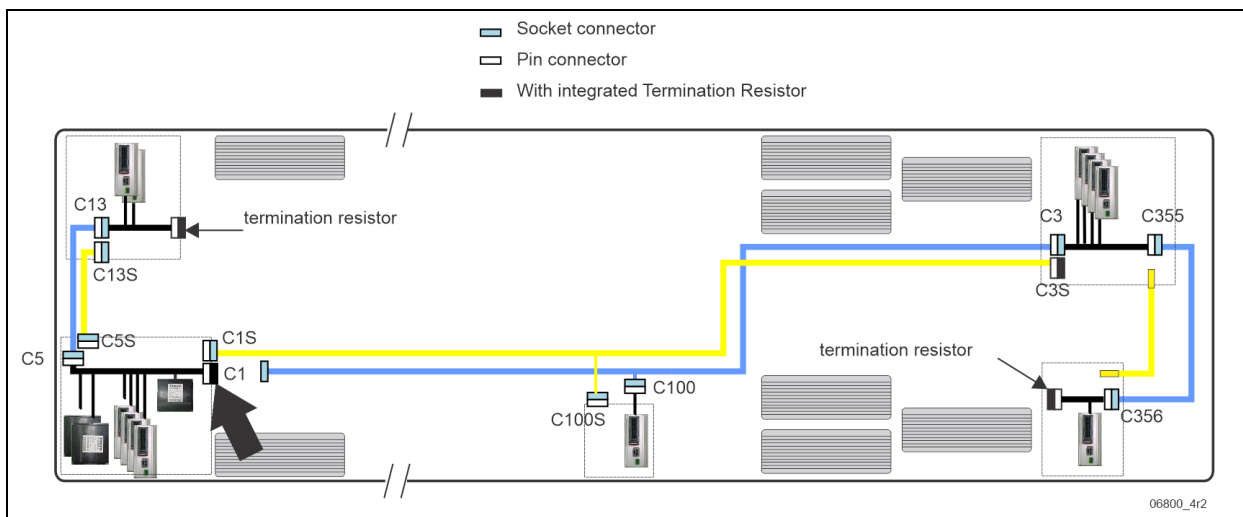 Socket connector
Pin connector
With integrated Termination Resistor
C13
termination resistor
C13S
C3
C355
C3S
C5
C5S
C1S
C1
C100
C100S
termination resistor
C356
06800_4r2